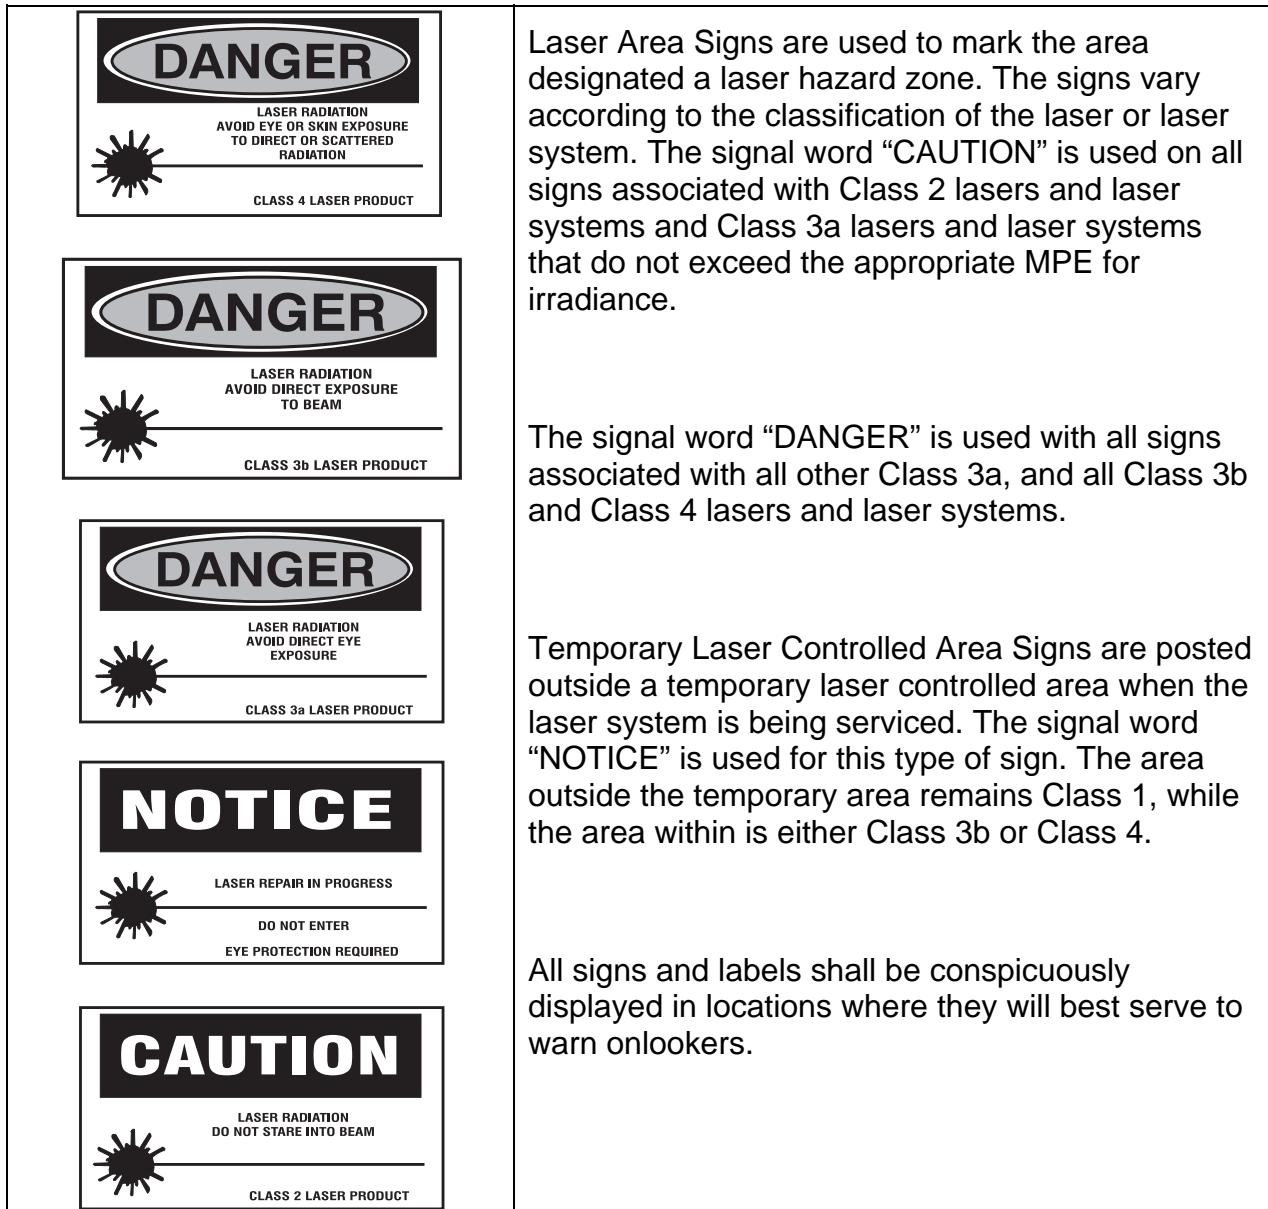 DANGER
LASER RADIATION
AVOID EYE OR SKIN EXPOSURE
TO DIRECT OR SCATTERED
RADIATION
CLASS 4 LASER PRODUCT
DANGER
LASER RADIATION
AVOID DIRECT EXPOSURE
TO BEAM
CLASS 3b LASER PRODUCT
DANGER
LASER RADIATION
AVOID DIRECT EYE
EXPOSURE
CLASS 3a LASER PRODUCT
NOTICE
LASER REPAIR IN PROGRESS
DO NOT ENTER
EYE PROTECTION REQUIRED
CAUTION
LASER RADIATION
DO NOT STARE INTO BEAM
CLASS 2 LASER PRODUCT
Laser Area Signs are used to mark the area
designated a laser hazard zone. The signs vary
according to the classification of the laser or laser
system. The signal word “CAUTION” is used on all
signs associated with Class 2 lasers and laser
systems and Class 3a lasers and laser systems
that do not exceed the appropriate MPE for
irradiance.
The signal word “DANGER” is used with all signs
associated with all other Class 3a, and all Class 3b
and Class 4 lasers and laser systems.
Temporary Laser Controlled Area Signs are posted
outside a temporary laser controlled area when the
laser system is being serviced. The signal word
“NOTICE” is used for this type of sign. The area
outside the temporary area remains Class 1, while
the area within is either Class 3b or Class 4.
All signs and labels shall be conspicuously
displayed in locations where they will best serve to
warn onlookers.